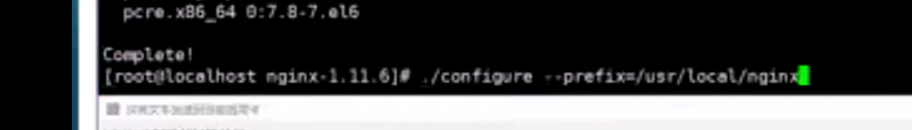 pcre.x86_64 0:7.8-7.el6
Complete!
[root@localhost nginx-1.11.6]# ./configure --prefix=/usr/local/nginx